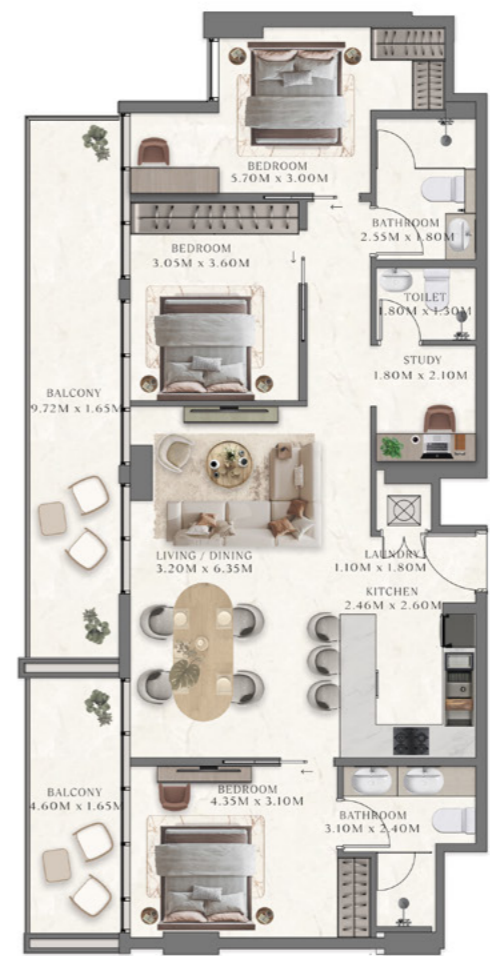 BEDROOM
5.70M x 3.00M
BATHROOM
2.55M x 1.80M
BEDROOM
3.05M x 3.60M
TOILET
1.80M x 1.30M
STUDY
1.80M x 2.10M
BALCONY
9.72M x 1.65M
LIVING / DINING
3.20M x 6.35M
LAUNDRY
1.10M x 1.80M
KITCHEN
2.46M x 2.60M
BALCONY
4.60M x 1.65M
BEDROOM
4.35M x 3.10M
BATHROOM
3.10M x 2.40M